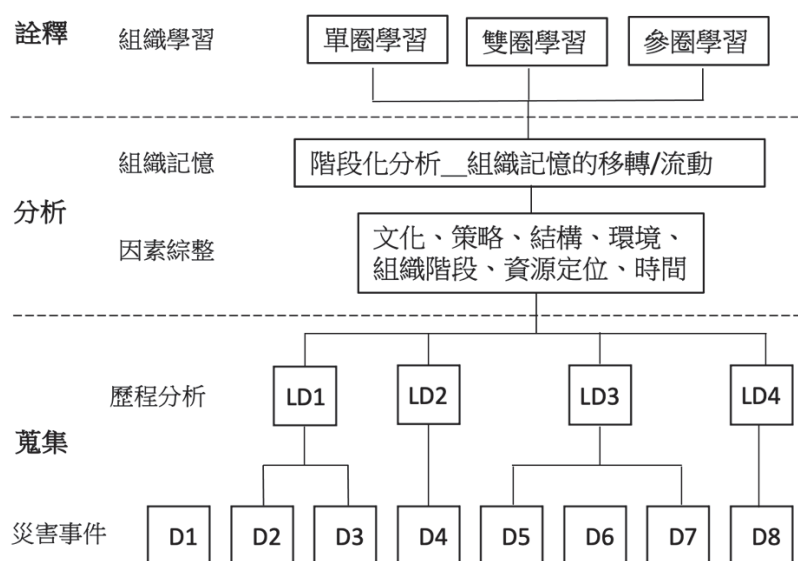 詮釋
組織學習
單圈學習
雙圈學習
參圈學習
組織記憶
階段化分析__組織記憶的移轉/流動
分析
因素綜整
文化、策略、結構、環境、
組織階段、資源定位、時間
歷程分析
LD1
LD2
LD3
LD4
蒐集
災害事件
D1
D2
D3
D4
D5
D6
D7
D8